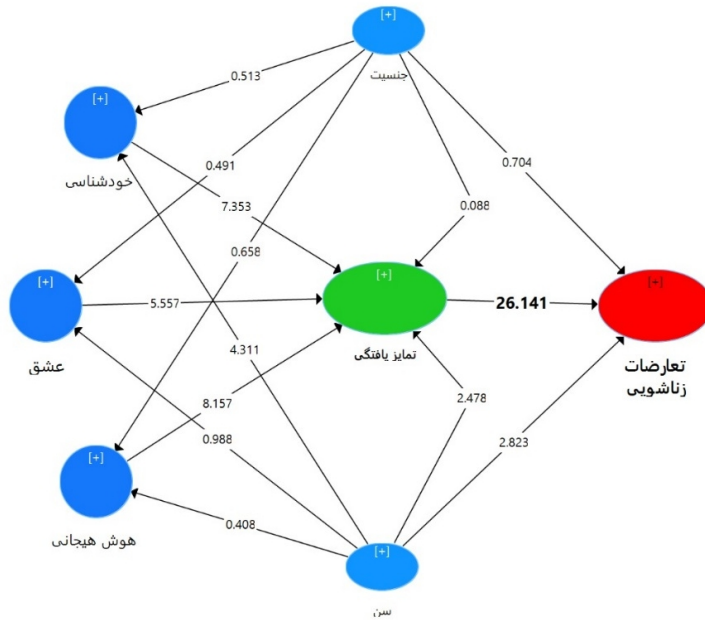 [+]
جنسیت
0.513
[+]
خودشناسی
0.491
0.704
7.353
0.088
0.658
[+]
عشق
5.557
[+]
تمایز یافتگی
26.141
[+]
تعارضات
زناشویی
4.311
8.157
2.478
0.988
2.823
[+]
هوش هیجانی
0.408
[+]
سن